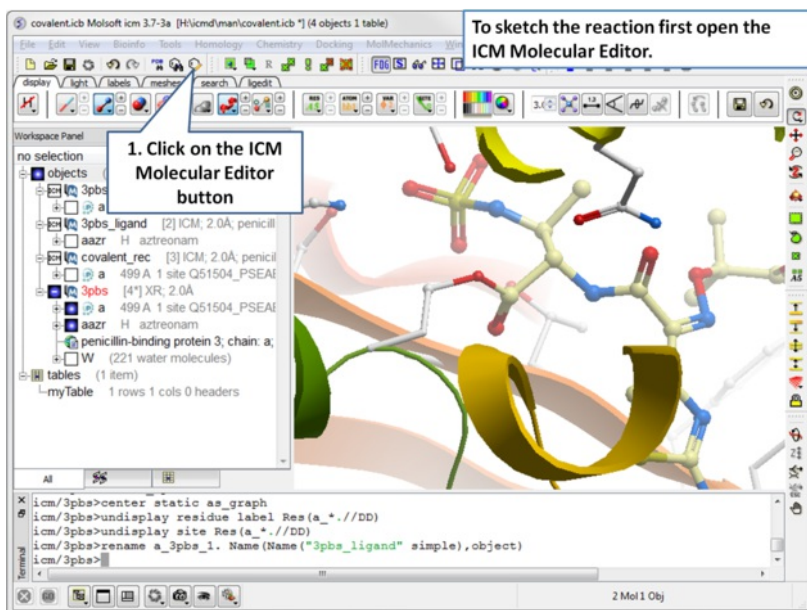 covalent.icb Molsoft icm 3.7-3a [H:\icmd\man\covalent.icb *] (4 objects 1 table)
To sketch the reaction first open the
ICM Molecular Editor.
File Edit View Bioinfo Tools Homology Chemistry Docking MolMechanics
FOG
display light labels meshes search ligedit
RES
ATOM
VAR
SITE
Workspace Panel
1. Click on the ICM
Molecular Editor
button
no selection
objects
3pbs_ligand [2] ICM; 2.0Å; penicil
aazr H aztreonam
covalent_rec [3] ICM; 2.0Å; penicil
a 499 A 1 site Q51504_PSEAE
3pbs [4*] XR; 2.0Å
a 499 A 1 site Q51504_PSEAE
aazr H aztreonam
penicillin-binding protein 3; chain: a;
W (221 water molecules)
tables (1 item)
myTable 1 rows 1 cols 0 headers
All
icm/3pbs>center static as_graph
icm/3pbs>undisplay residue label Res(a_*.//DD)
icm/3pbs>undisplay site Res(a_*.//DD)
icm/3pbs>rename a_3pbs_1. Name(Name("3pbs_ligand" simple),object)
icm/3pbs>
Terminal
2 Mol 1 Obj